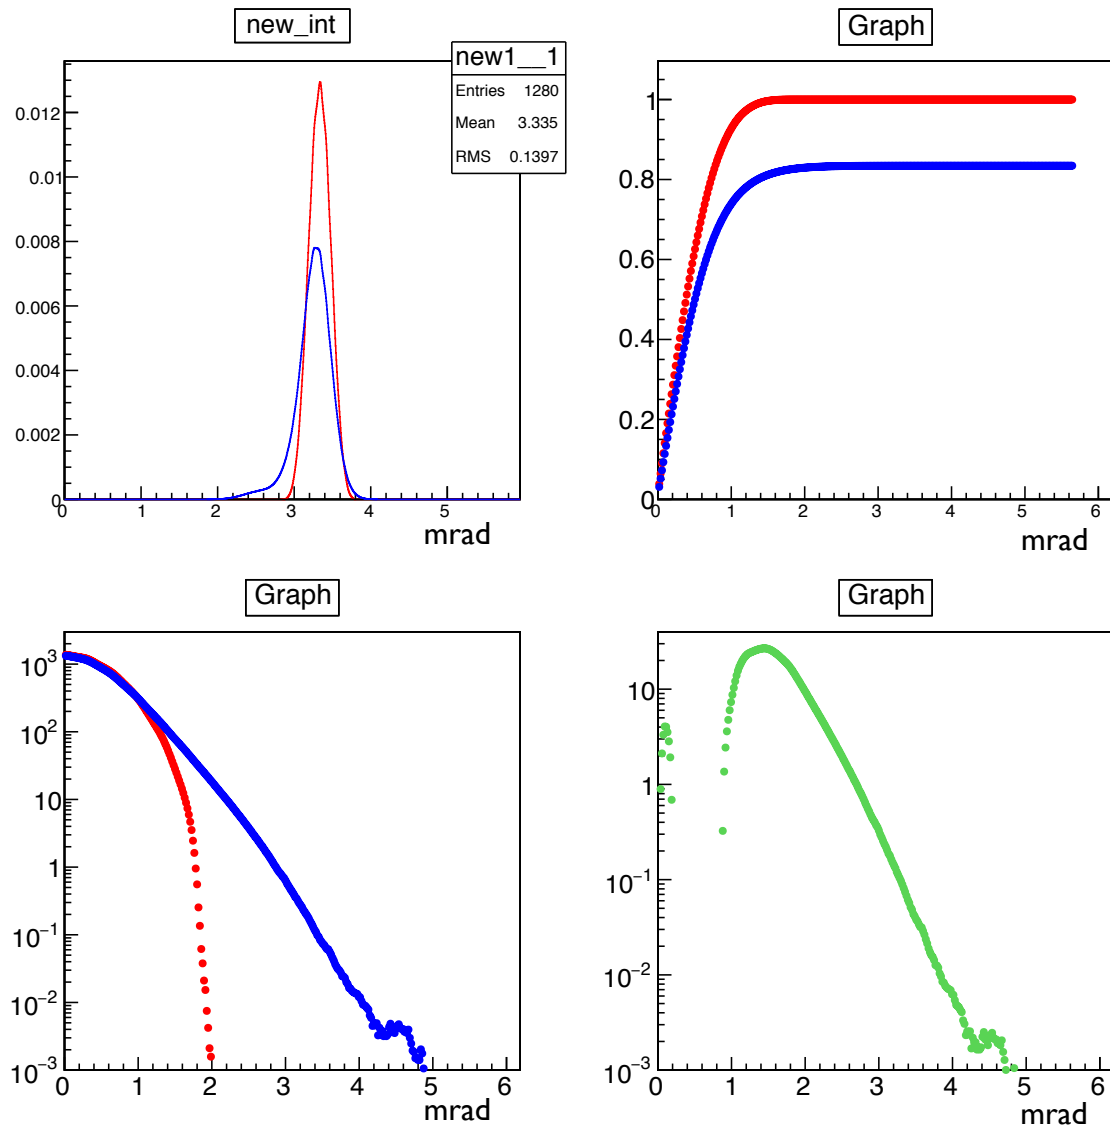 new_int
new1__1
Entries 1280
Mean 3.335
RMS 0.1397
0.012
0.01
0.008
0.006
0.004
0.002
0
0 1 2 3 4 5
mrad
Graph
1
0.8
0.6
0.4
0.2
0
0 1 2 3 4 5 6
mrad
Graph
10^3
10^2
10
1
10^-1
10^-2
10^-3
0 1 2 3 4 5 6
mrad
Graph
10
1
10^-1
10^-2
10^-3
0 1 2 3 4 5 6
mrad